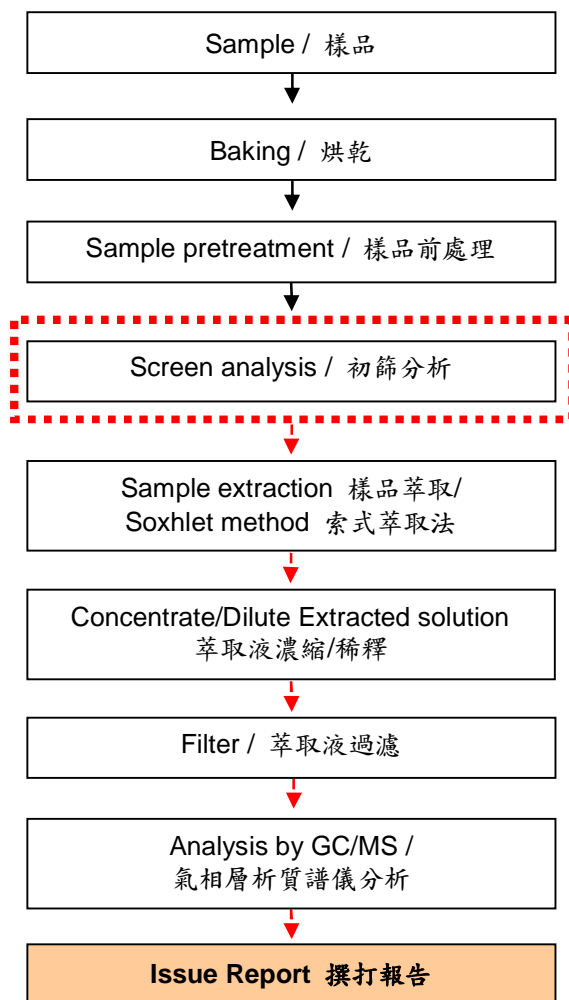 Sample / 樣品
Baking / 烘乾
Sample pretreatment / 樣品前處理
Screen analysis / 初篩分析
Sample extraction 樣品萃取/
Soxhlet method 索式萃取法
Concentrate/Dilute Extracted solution
萃取液濃縮/稀釋
Filter / 萃取液過濾
Analysis by GC/MS /
氣相層析質譜儀分析
Issue Report 撰打報告